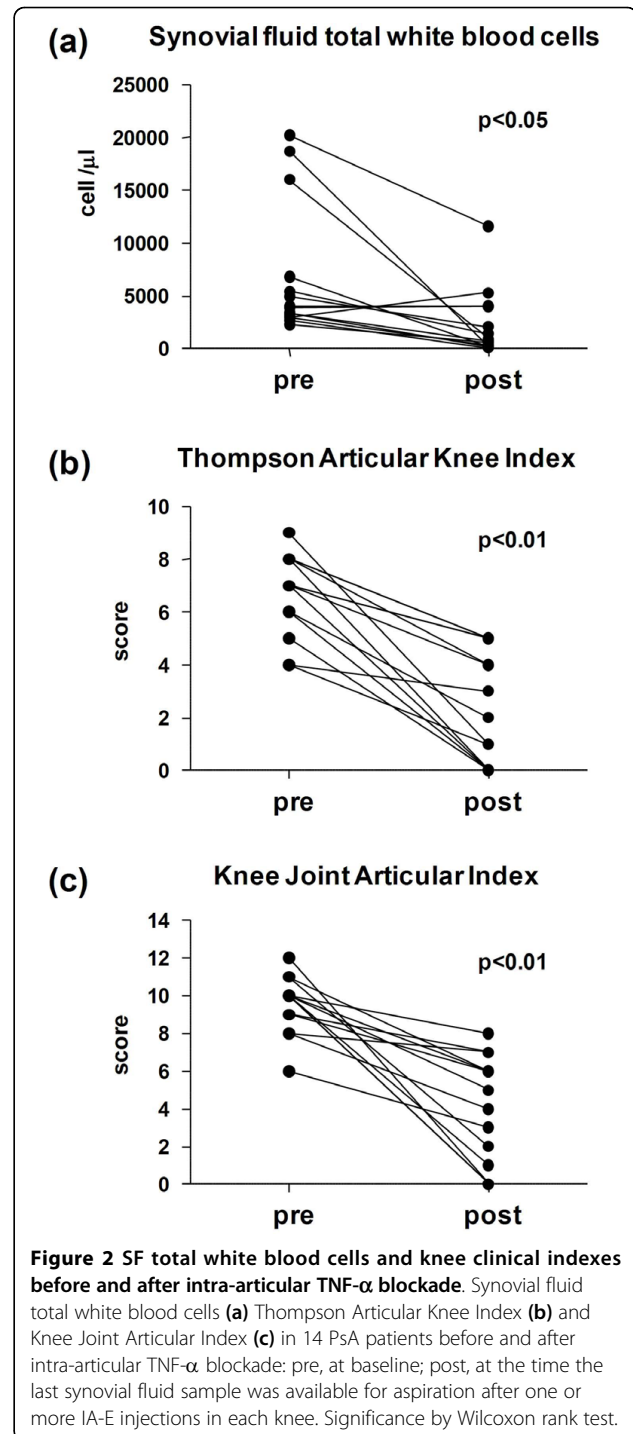 (a) Synovial fluid total white blood cells
25000
20000
15000
10000
5000
0
cell /µl
p<0.05
pre post
(b) Thompson Articular Knee Index
10
8
6
4
2
0
score
p<0.01
pre post
(c) Knee Joint Articular Index
14
12
10
8
6
4
2
0
score
p<0.01
pre post
Figure 2 SF total white blood cells and knee clinical indexes
before and after intra-articular TNF-α blockade. Synovial fluid
total white blood cells (a) Thompson Articular Knee Index (b) and
Knee Joint Articular Index (c) in 14 PsA patients before and after
intra-articular TNF-α blockade: pre, at baseline; post, at the time the
last synovial fluid sample was available for aspiration after one or
more IA-E injections in each knee. Significance by Wilcoxon rank test.